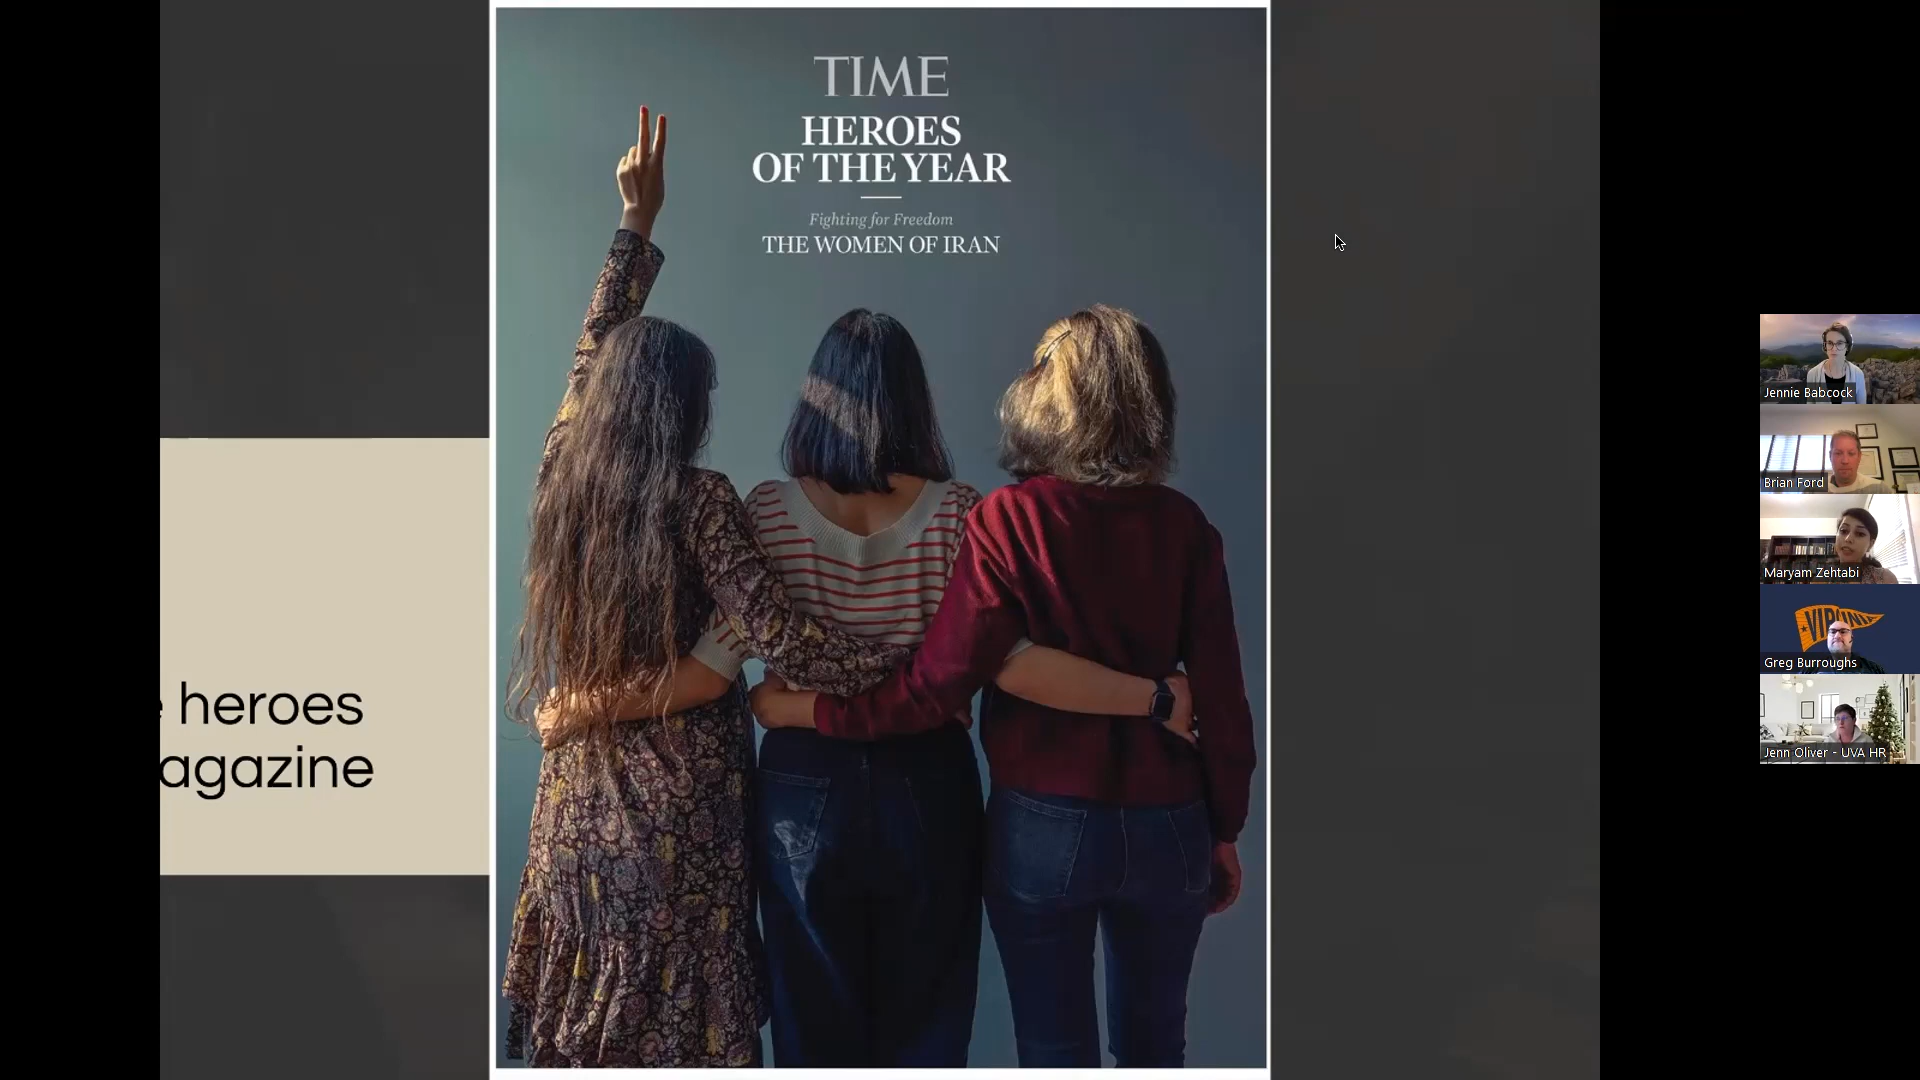 TIME
HEROES
OF THE YEAR
Fighting for Freedom
THE WOMEN OF IRAN
heroes
agazine
Jennie Babcock
Brian Ford
Maryam Zehtabi
VIRGINIA
Greg Burroughs
Jenn Oliver - UVA HR